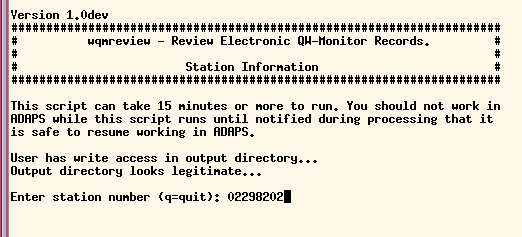 Version 1.0dev
######################################################################
# wqmreview - Review Electronic QW-Monitor Records. #
# #
# Station Information #
######################################################################
This script can take 15 minutes or more to run. You should not work in
ADAPS while this script runs until notified during processing that it
is safe to resume working in ADAPS.
User has write access in output directory...
Output directory looks legitimate...
Enter station number (q=quit): 02298202